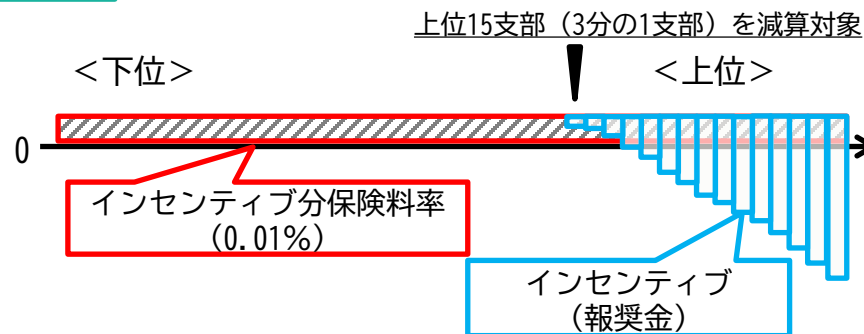 上位15支部（3分の1支部）を減算対象
＜下位＞
＜上位＞
0
インセンティブ分保険料率
（0.01%）
インセンティブ
（報奨金）